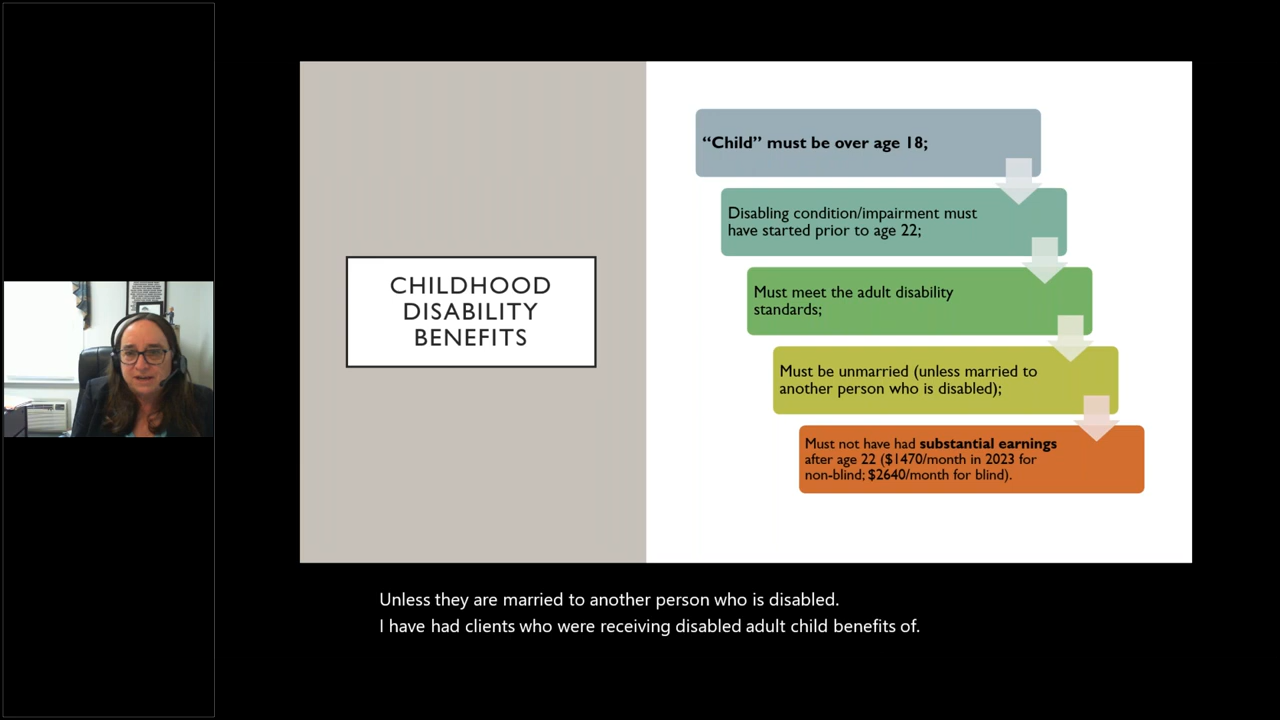 CHILDHOOD
DISABILITY
BENEFITS
“Child” must be over age 18;
Disabling condition/impairment must
have started prior to age 22;
Must meet the adult disability
standards;
Must be unmarried (unless married to
another person who is disabled);
Must not have had substantial earnings
after age 22 ($1470/month in 2023 for
non-blind; $2640/month for blind).
Unless they are married to another person who is disabled.
I have had clients who were receiving disabled adult child benefits of.